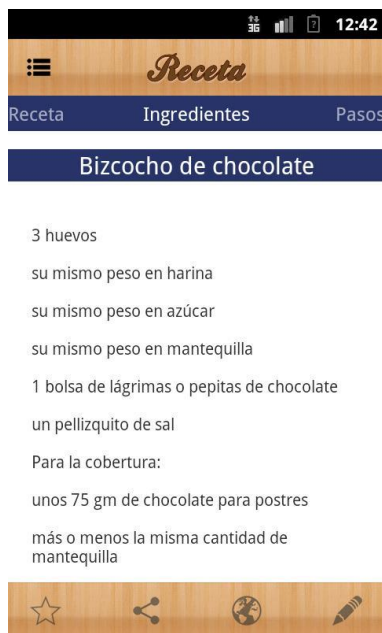 3G ? 12:42
Receta
Receta Ingredientes Pasos
Bizcocho de chocolate
3 huevos
su mismo peso en harina
su mismo peso en azúcar
su mismo peso en mantequilla
1 bolsa de lágrimas o pepitas de chocolate
un pellizquito de sal
Para la cobertura:
unos 75 gm de chocolate para postres
más o menos la misma cantidad de
mantequilla